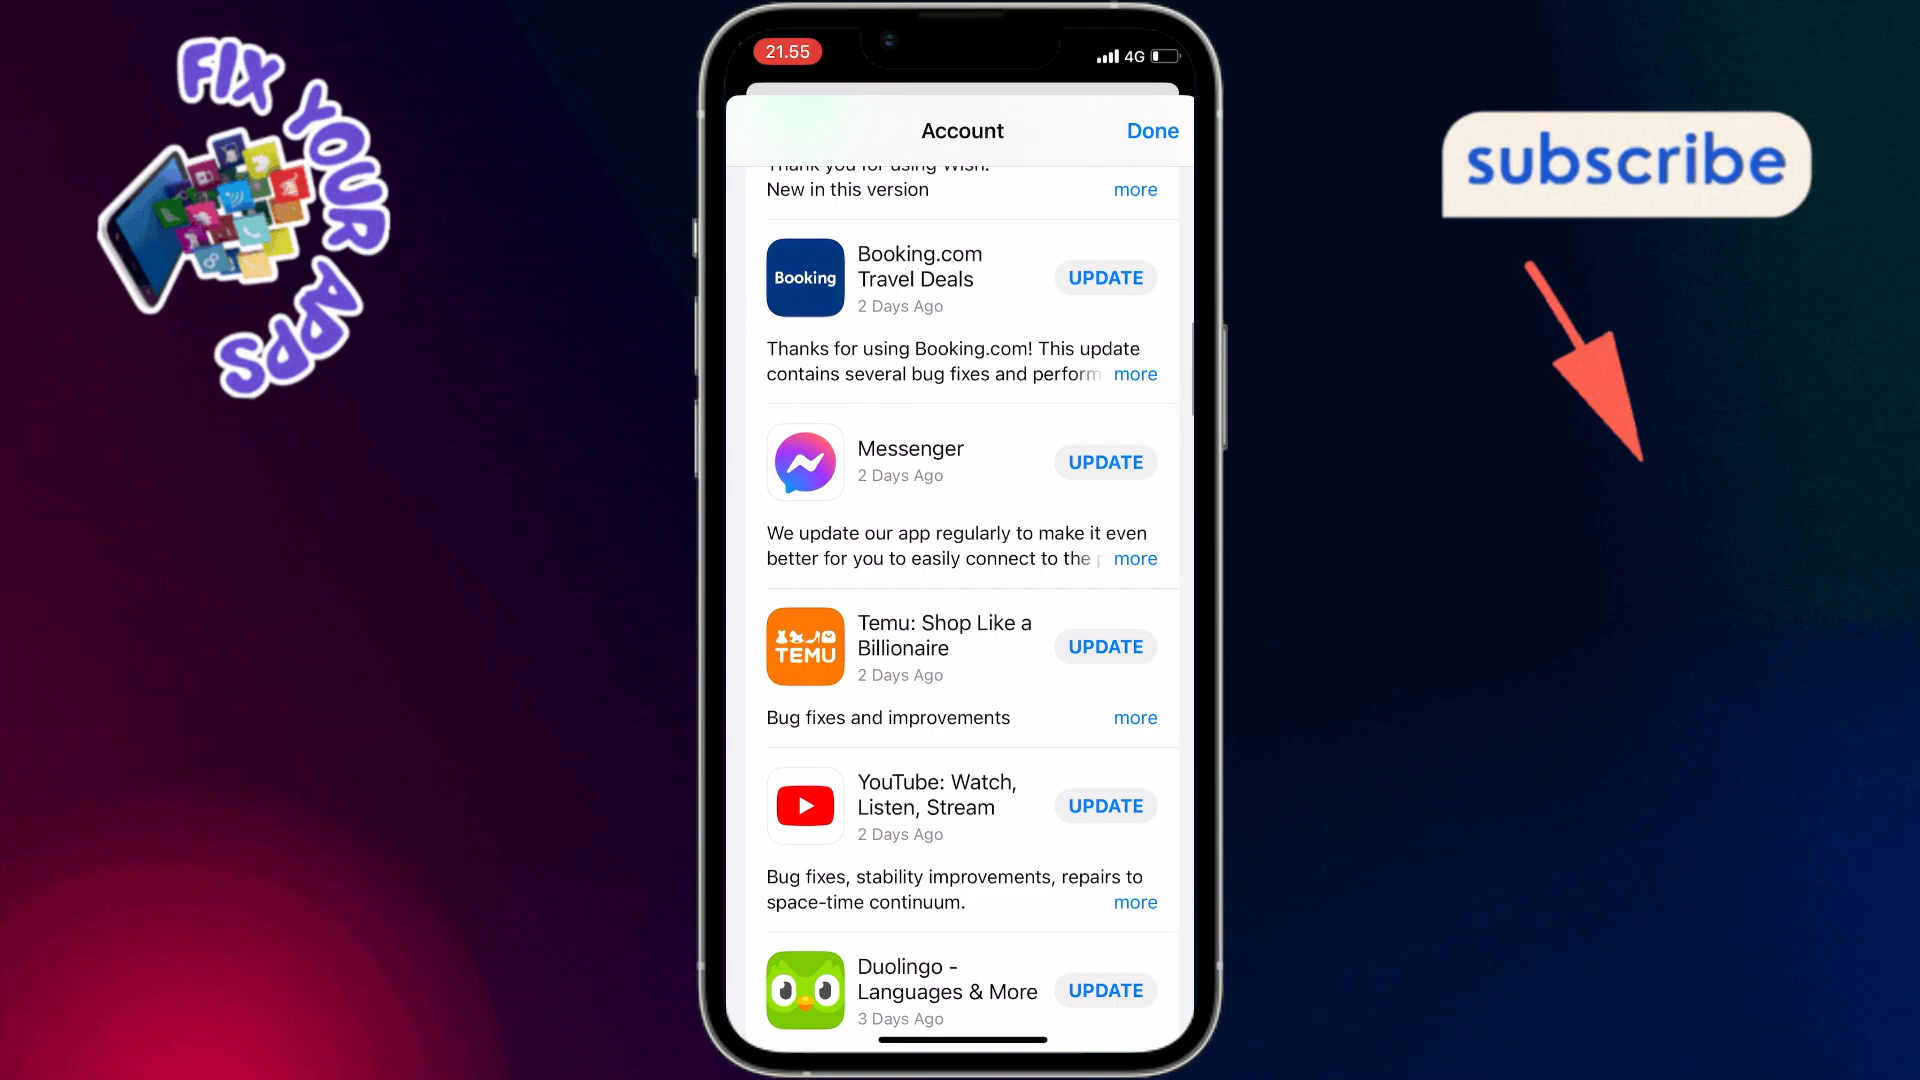 FIX YOUR APPS
subscribe
21.55
4G
Account
Done
Thank you for using Wish.
New in this version
more
Booking
Booking.com
Travel Deals
2 Days Ago
UPDATE
Thanks for using Booking.com! This update
contains several bug fixes and perform
more
Messenger
2 Days Ago
UPDATE
We update our app regularly to make it even
better for you to easily connect to the p
more
TEMU
Temu: Shop Like a
Billionaire
2 Days Ago
UPDATE
Bug fixes and improvements
more
YouTube: Watch,
Listen, Stream
2 Days Ago
UPDATE
Bug fixes, stability improvements, repairs to
space-time continuum.
more
Duolingo -
Languages & More
3 Days Ago
UPDATE